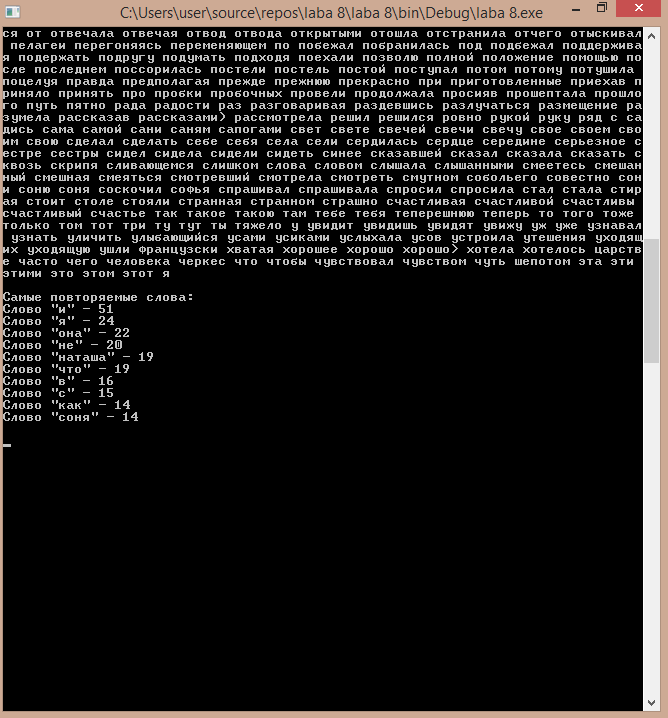 C:\Users\user\source\repos\laba 8\laba 8\bin\Debug\laba 8.exe
ся от отвечала отвечая отвод отвода открытыми отошла отстранила отчего отыскивал
 пелагеи перегоняясь переменяющем по побежал побранилась под подбежал поддержива
я подержать подругу подумать подходя поехали позволю полной положение помощью по
сле последнем поссорилась постели постель постой поступал потом потому потушила
поцелуя правда предполагая прежде прежнюю прекрасно при приготовленные приехав п
риняло принять про пробки пробочных провели продолжала просияв прошептала прошло
го путь пятно рада радости раз разговаривая раздевшись разлучаться размещение ра
зумела рассказав рассказами) рассмотрела решил решился ровно рукой руку ряд с са
дись сама самой сани саням сапогами свет свете свечей свечи свечу свое своем сво
им свою сделал сделать себе себя села сели сердилась сердце середине серьезное с
естре сестры сидел сидела сидели сидеть синее сказавшей сказал сказала сказать с
квозь скрипя сливающемся слишком слова словом слышала слышанными смеетесь смешан
ный смешная смеяться смотревший смотрела смотреть смутном собольего совестно сон
и соню соня соскочил софья спрашивал спрашивала спросил спросила стал стала стир
ая стоит столе стояли странная странном страшно счастливая счастливой счастливы
счастливый счастье так такое такою там тебе тебя теперешнюю теперь то того тоже
только том тот три ту тут ты тяжело у увидит увидишь увидят увижу уж уже узнавал
 узнать уличить улыбающийся усами усиками услыхала усов устроила утешения уходящ
их уходящую ушли французски хватая хорошее хорошо хорошо) хотела хотелось царств
е часто чего человека черкес что чтобы чувствовал чувством чуть шепотом эта эти
этими это этом этот я
Самые повторяемые слова:
Слово "и" - 51
Слово "я" - 24
Слово "она" - 22
Слово "не" - 20
Слово "наташа" - 19
Слово "что" - 19
Слово "в" - 16
Слово "с" - 15
Слово "как" - 14
Слово "соня" - 14